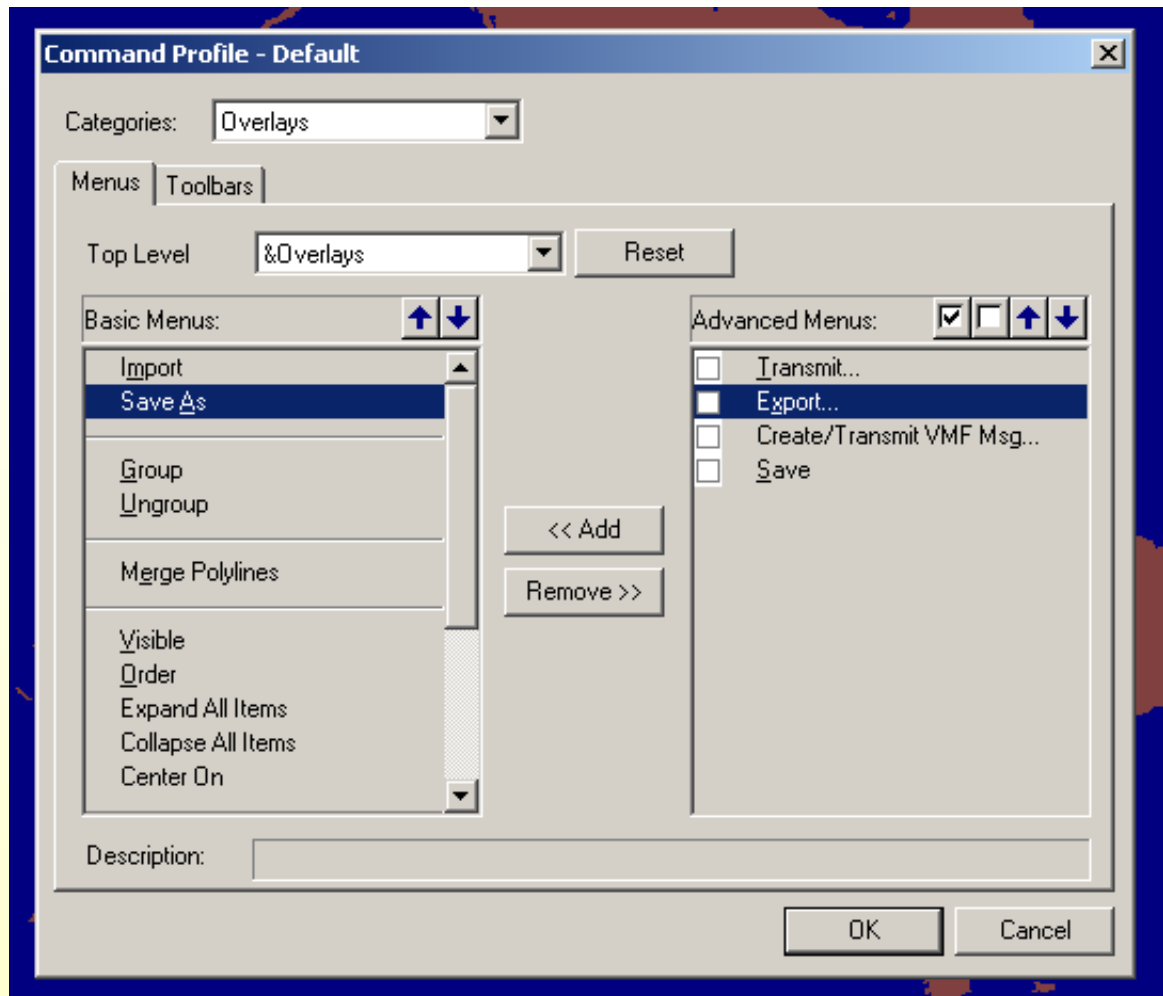 Command Profile - Default
Categories: Overlays
Menus Toolbars
Top Level &Overlays Reset
Basic Menus:
Import
Save As
Group
Ungroup
Merge Polylines
Visible
Order
Expand All Items
Collapse All Items
Center On
<< Add
Remove >>
Advanced Menus:
Transmit...
Export...
Create/Transmit VMF Msg...
Save
Description:
OK Cancel